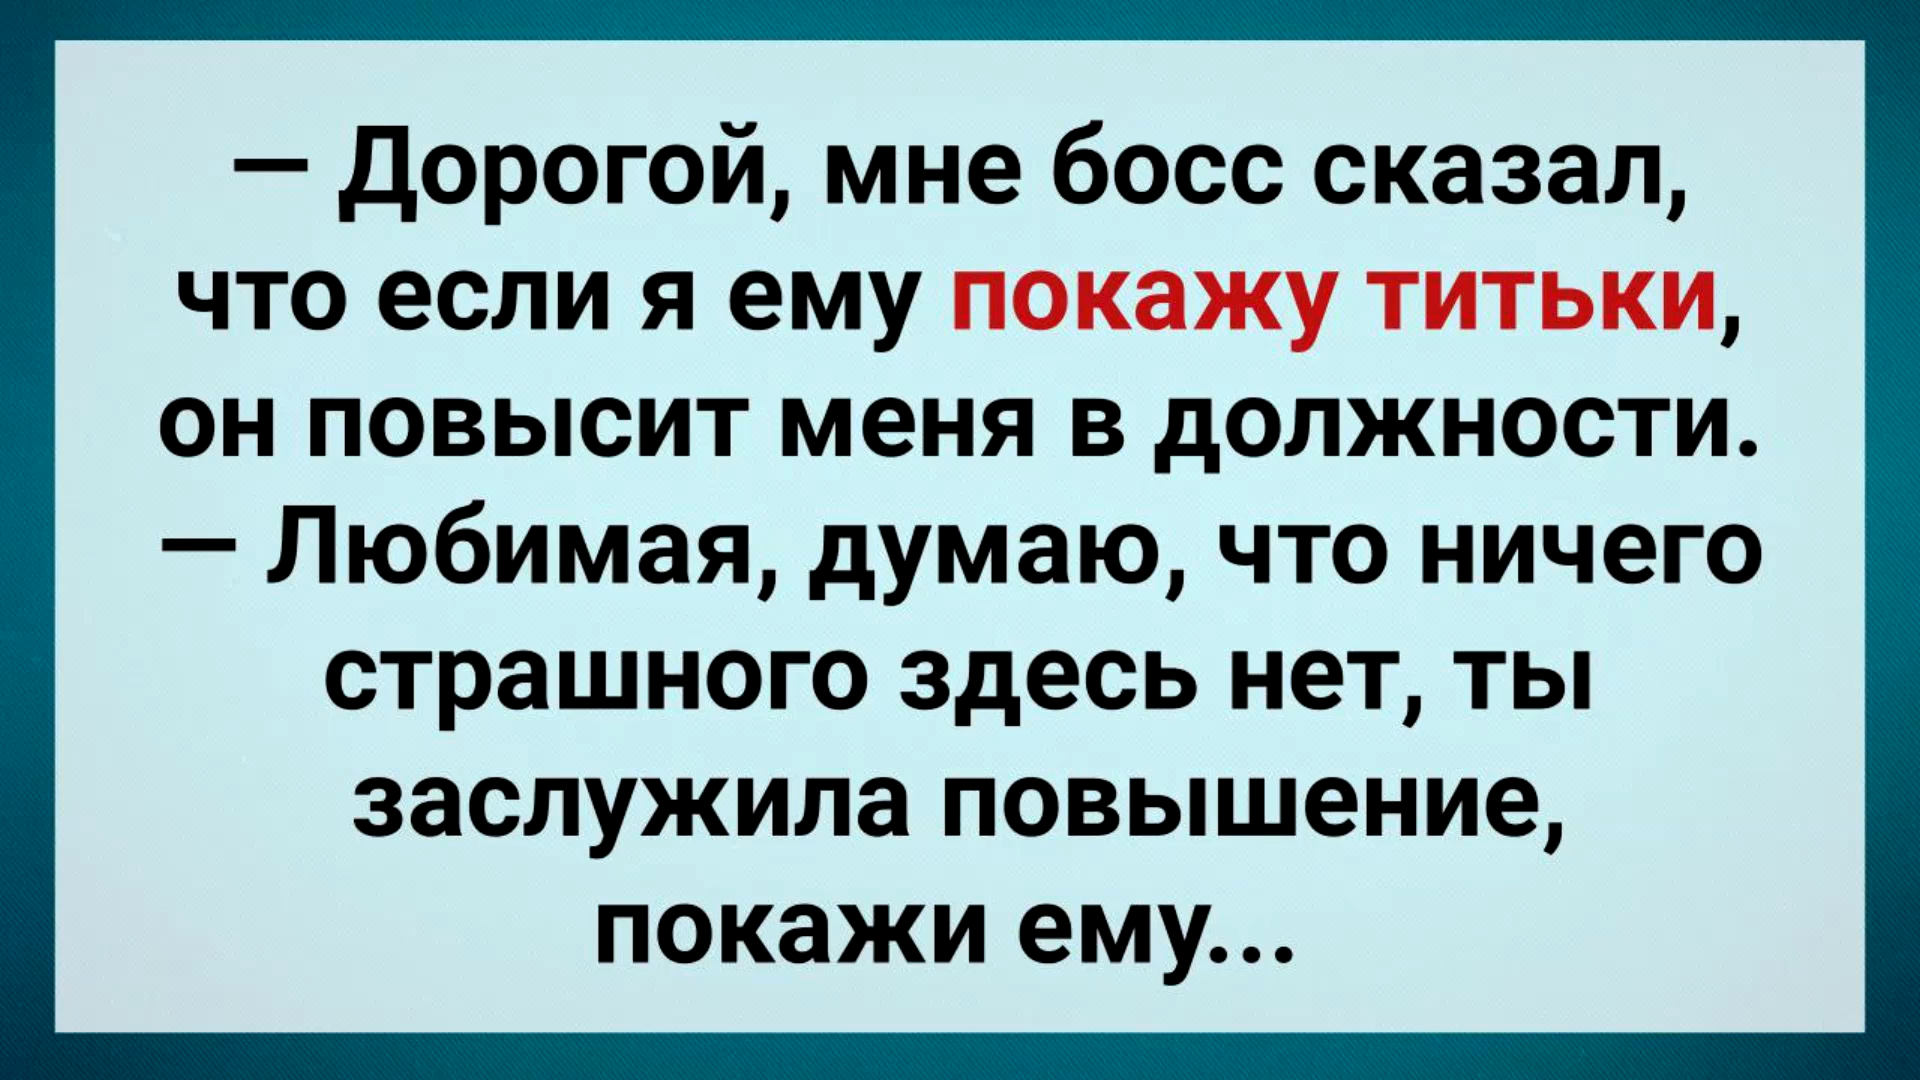 — Дорогой, мне босс сказал,
что если я ему покажу титьки,
он повысит меня в должности.
— Любимая, думаю, что ничего
страшного здесь нет, ты
заслужила повышение,
покажи ему...